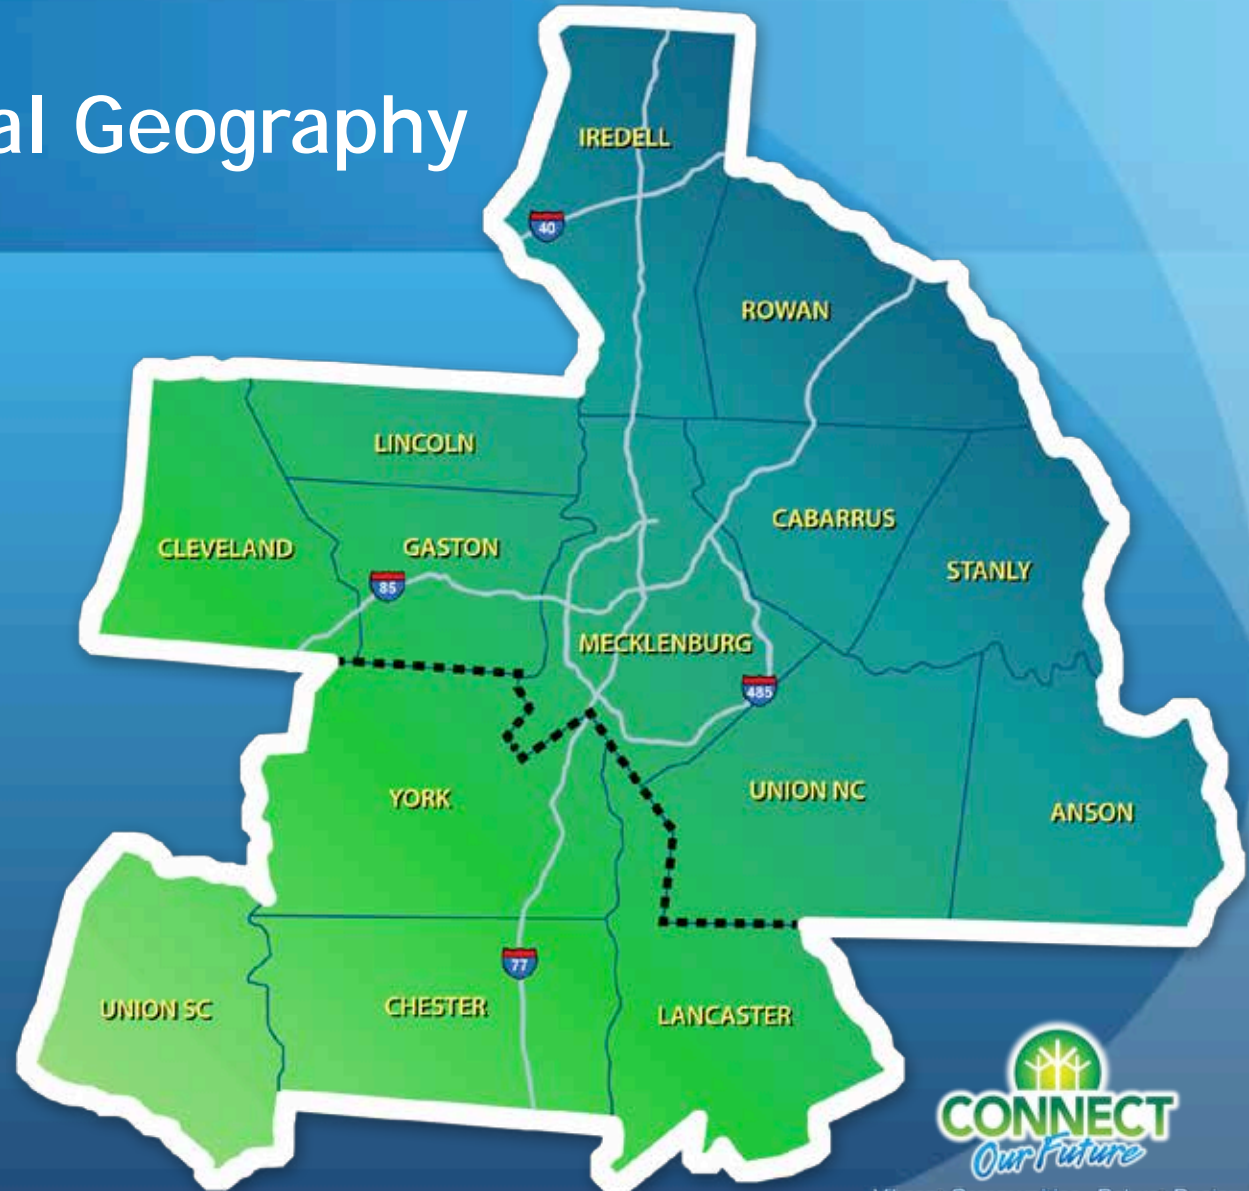 al Geography
IREDELL
40
ROWAN
LINCOLN
CABARRUS
CLEVELAND
GASTON
STANLY
85
MECKLENBURG
485
YORK
UNION NC
ANSON
77
UNION SC
CHESTER
LANCASTER
CONNECT
Our Future